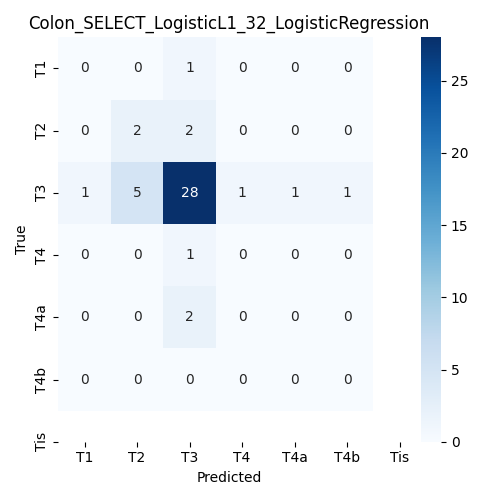 Colon_SELECT_LogisticL1_32_LogisticRegression
T1 0 0 1 0 0 0
T2 0 2 2 0 0 0
T3 1 5 28 1 1 1
T4 0 0 1 0 0 0
T4a 0 0 2 0 0 0
T4b 0 0 0 0 0 0
Tis
T1 T2 T3 T4 T4a T4b Tis
Predicted
True
25
20
15
10
5
0